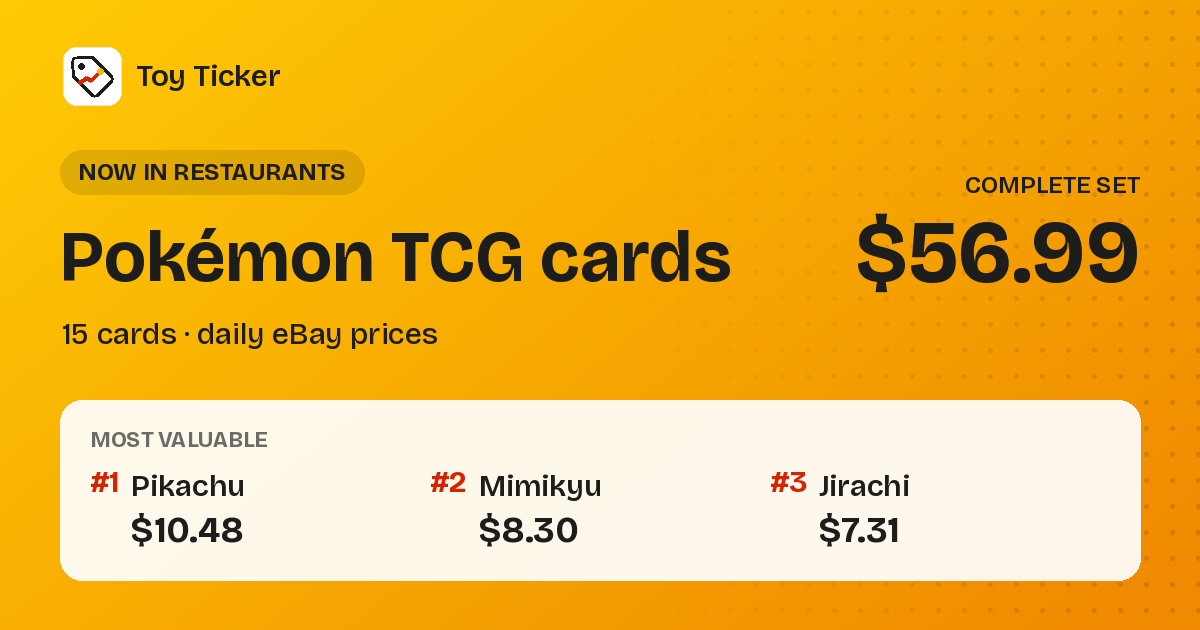 Toy Ticker
NOW IN RESTAURANTS
Pokémon TCG cards
15 cards · daily eBay prices
COMPLETE SET
$56.99
MOST VALUABLE
#1 Pikachu
$10.48
#2 Mimikyu
$8.30
#3 Jirachi
$7.31